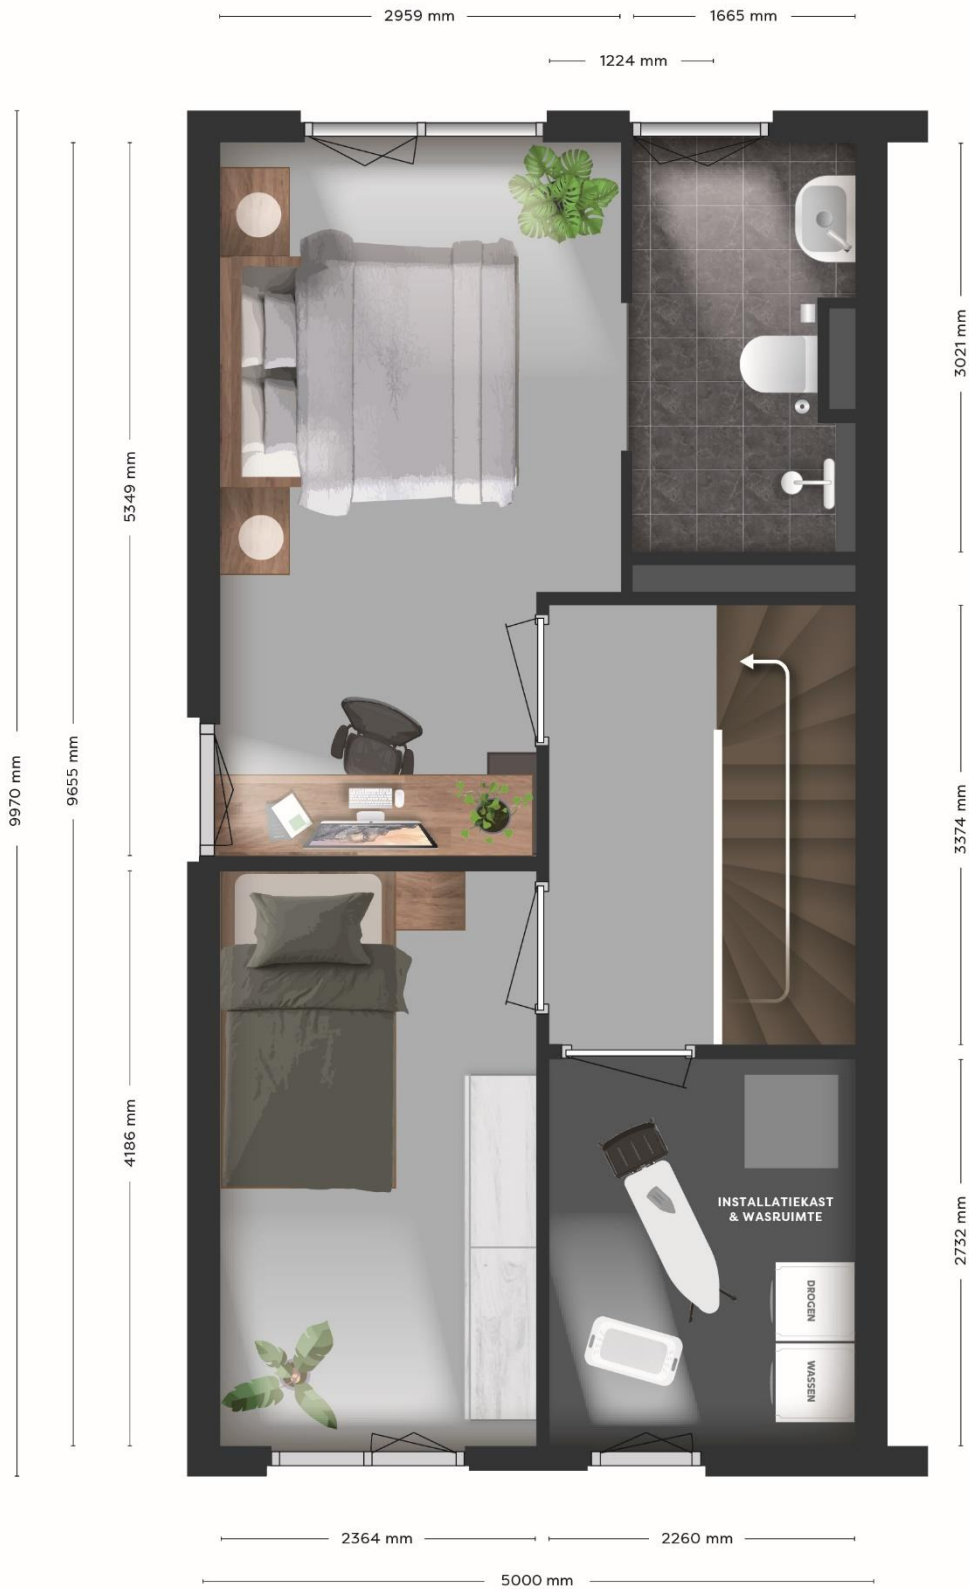 2959 mm
1665 mm
1224 mm
3021 mm
5349 mm
9970 mm
9655 mm
3374 mm
4186 mm
INSTALLATIEKAST
& WASRUIMTE
2732 mm
DROGEN
WASSEN
2364 mm
2260 mm
5000 mm